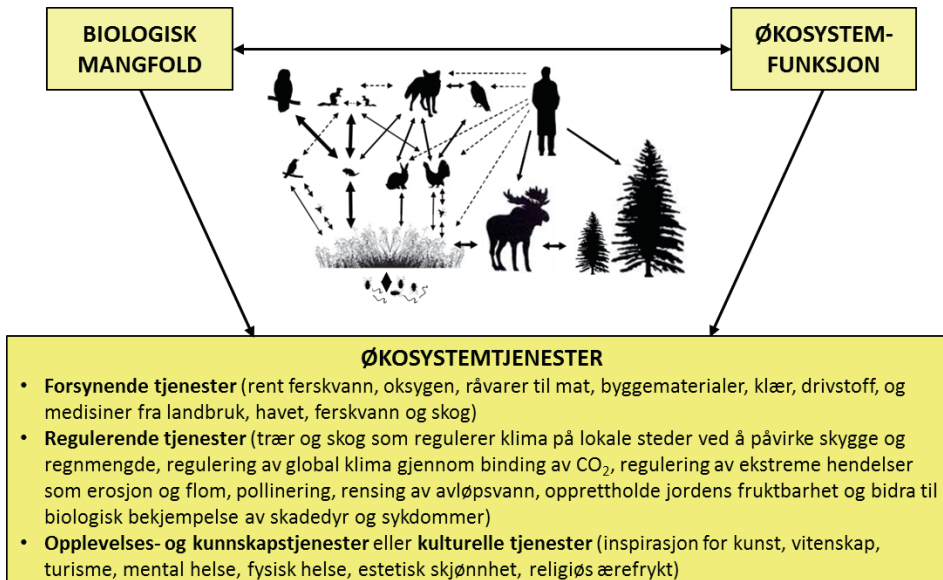 BIOLOGISK
MANGFOLD
ØKOSYSTEM-
FUNKSJON
ØKOSYSTEMTJENESTER
• Forsynende tjenester (rent ferskvann, oksygen, råvarer til mat, byggematerialer, klær, drivstoff, og
medisiner fra landbruk, havet, ferskvann og skog)
• Regulerende tjenester (trær og skog som regulerer klima på lokale steder ved å påvirke skygge og
regnmengde, regulering av global klima gjennom binding av CO₂, regulering av ekstreme hendelser
som erosjon og flom, pollinering, rensing av avløpsvann, opprettholde jordens fruktbarhet og bidra til
biologisk bekjempelse av skadedyr og sykdommer)
• Opplevelses- og kunnskapstjenester eller kulturelle tjenester (inspirasjon for kunst, vitenskap,
turisme, mental helse, fysisk helse, estetisk skjønnhet, religiøs ærefrykt)